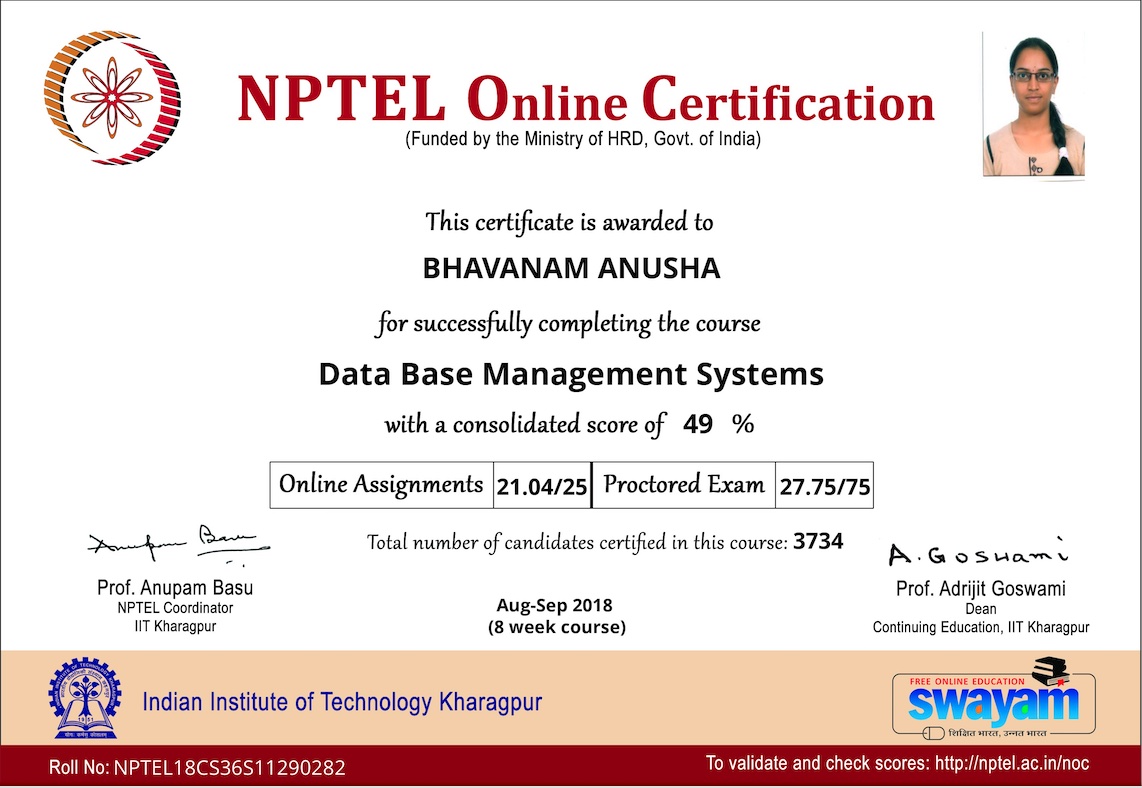 NPTEL Online Certification
(Funded by the Ministry of HRD, Govt. of India)
This certificate is awarded to
BHAVANAM ANUSHA
for successfully completing the course
Data Base Management Systems
with a consolidated score of 49 %
Online Assignments 21.04/25 Proctored Exam 27.75/75
Total number of candidates certified in this course: 3734
Anupam Basu
Prof. Anupam Basu
NPTEL Coordinator
IIT Kharagpur
Aug-Sep 2018
(8 week course)
A. Goswami
Prof. Adrijit Goswami
Dean
Continuing Education, IIT Kharagpur
Indian Institute of Technology Kharagpur
1951
FREE ONLINE EDUCATION
swayam
शिक्षित भारत, उन्नत भारत
Roll No: NPTEL18CS36S11290282
To validate and check scores: http://nptel.ac.in/noc